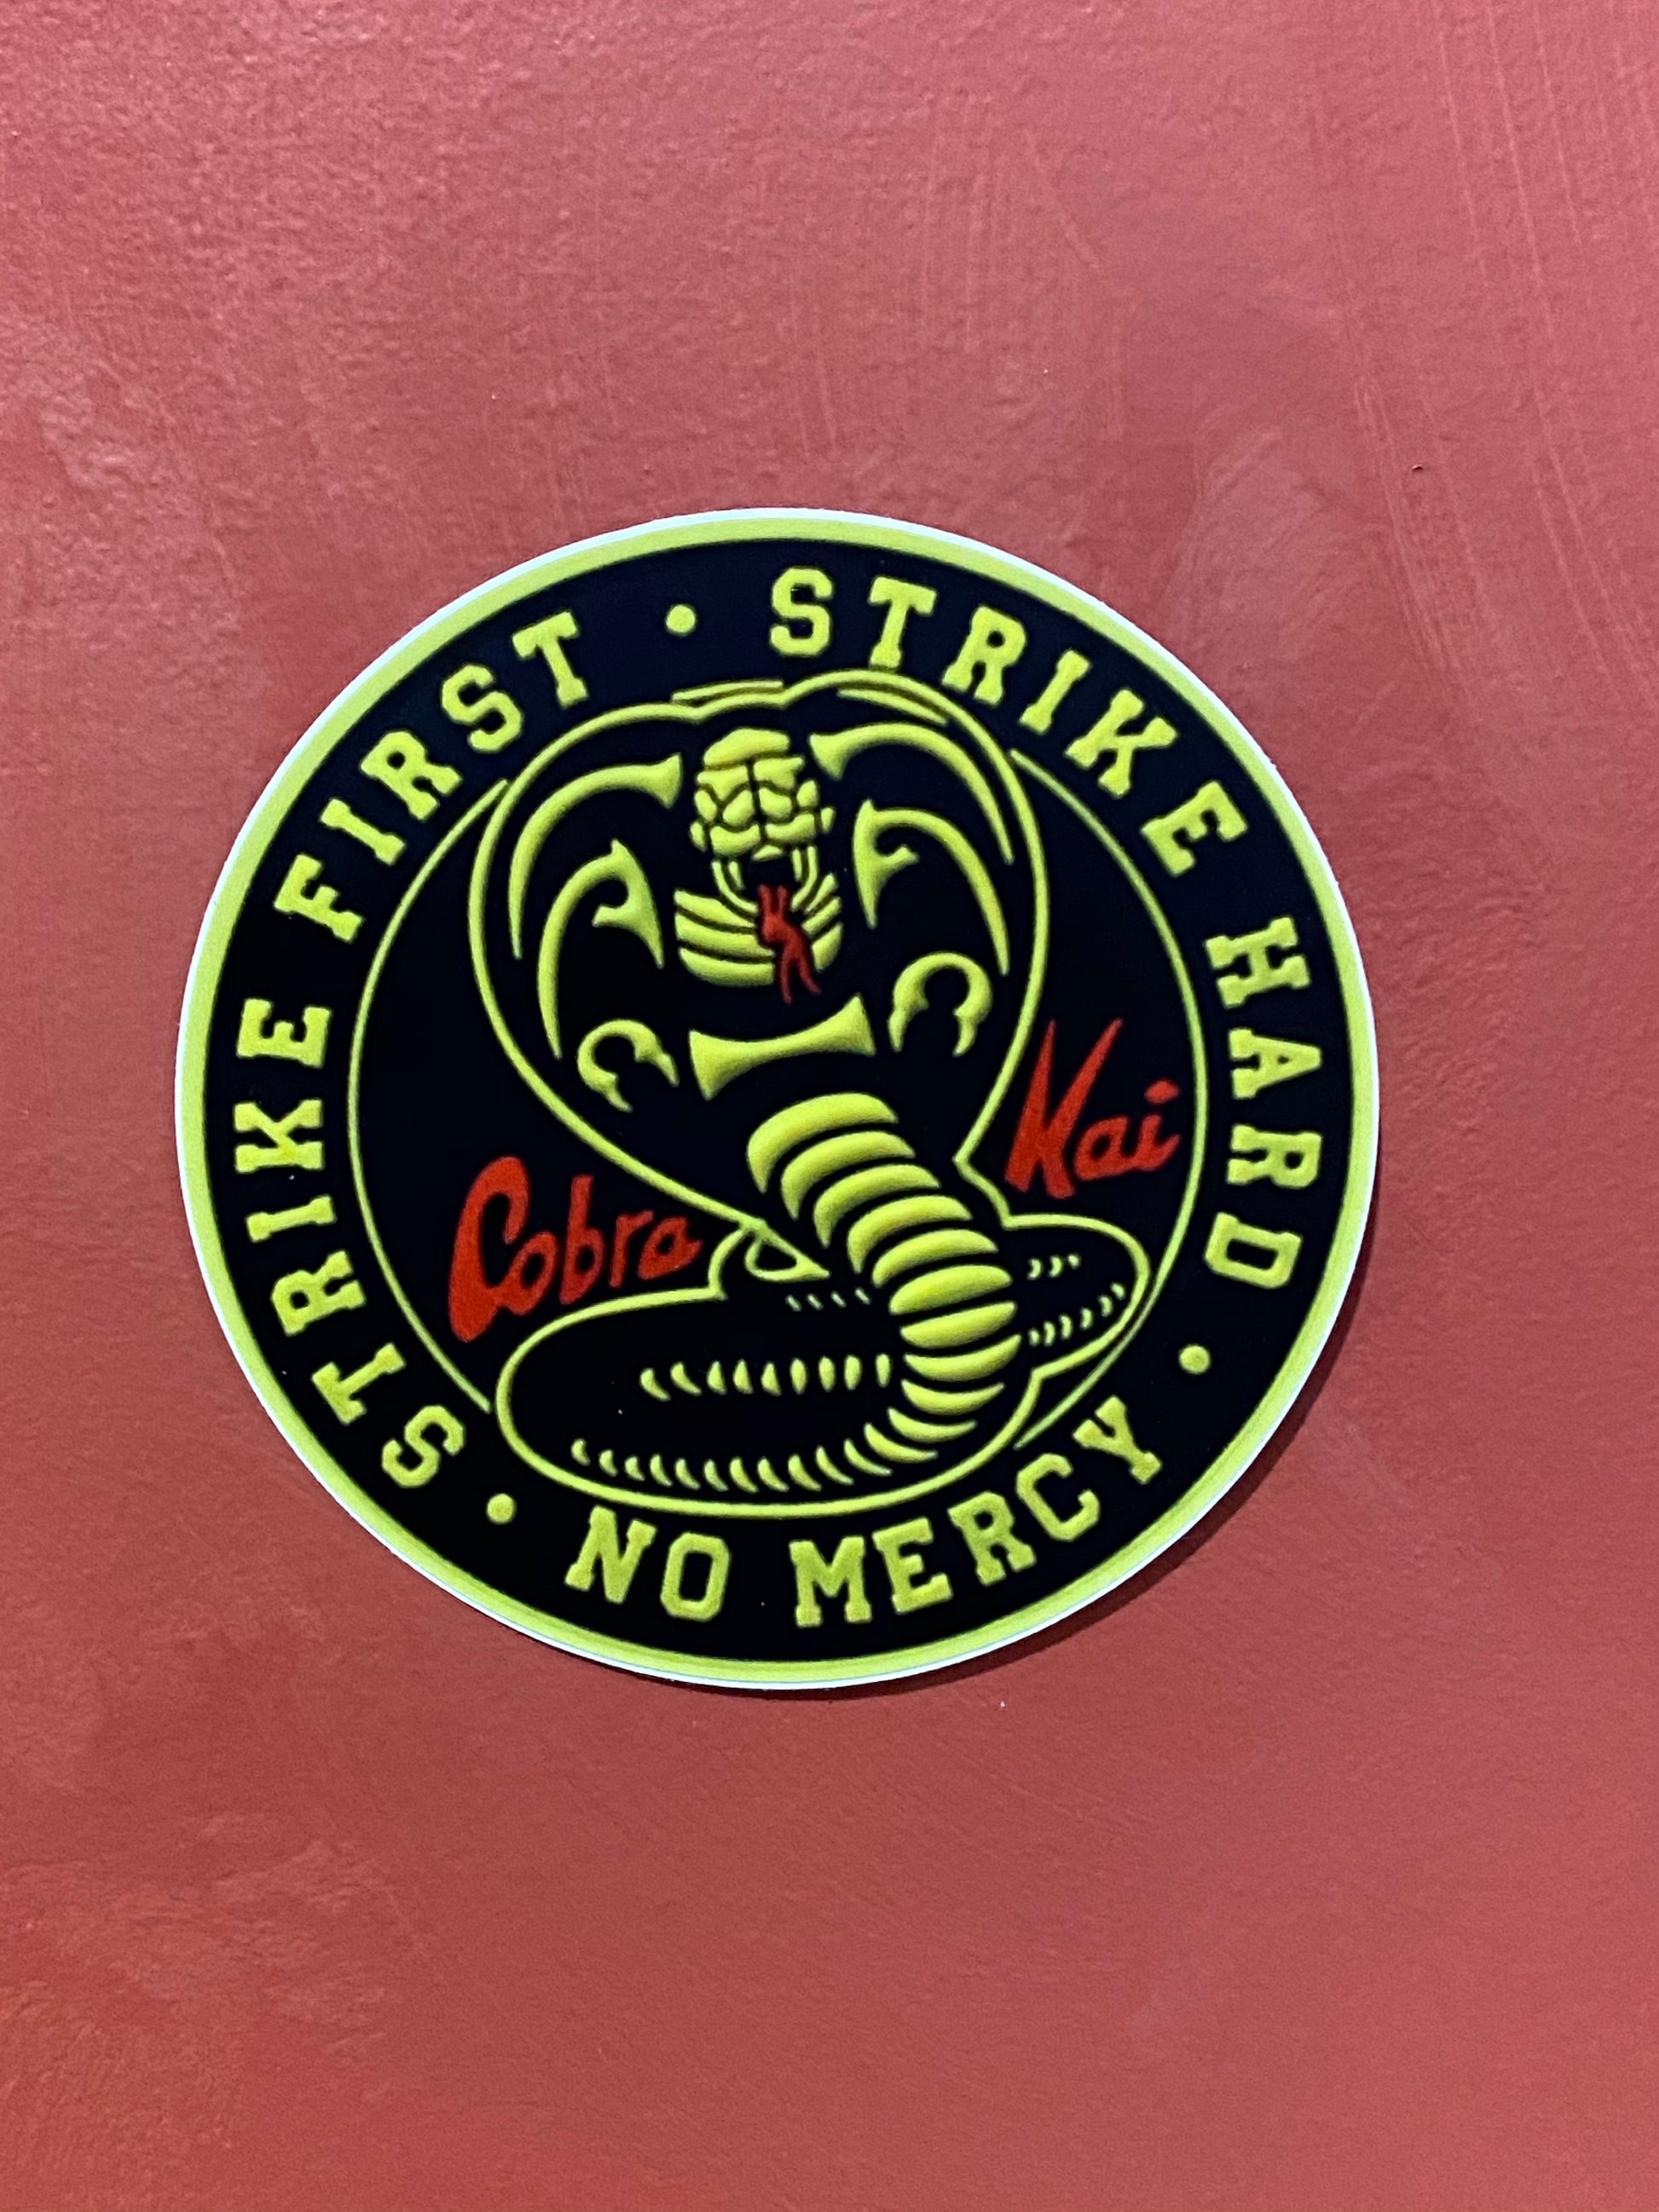 STRIKE FIRST • STRIKE HARD • NO MERCY •
Cobra Kai